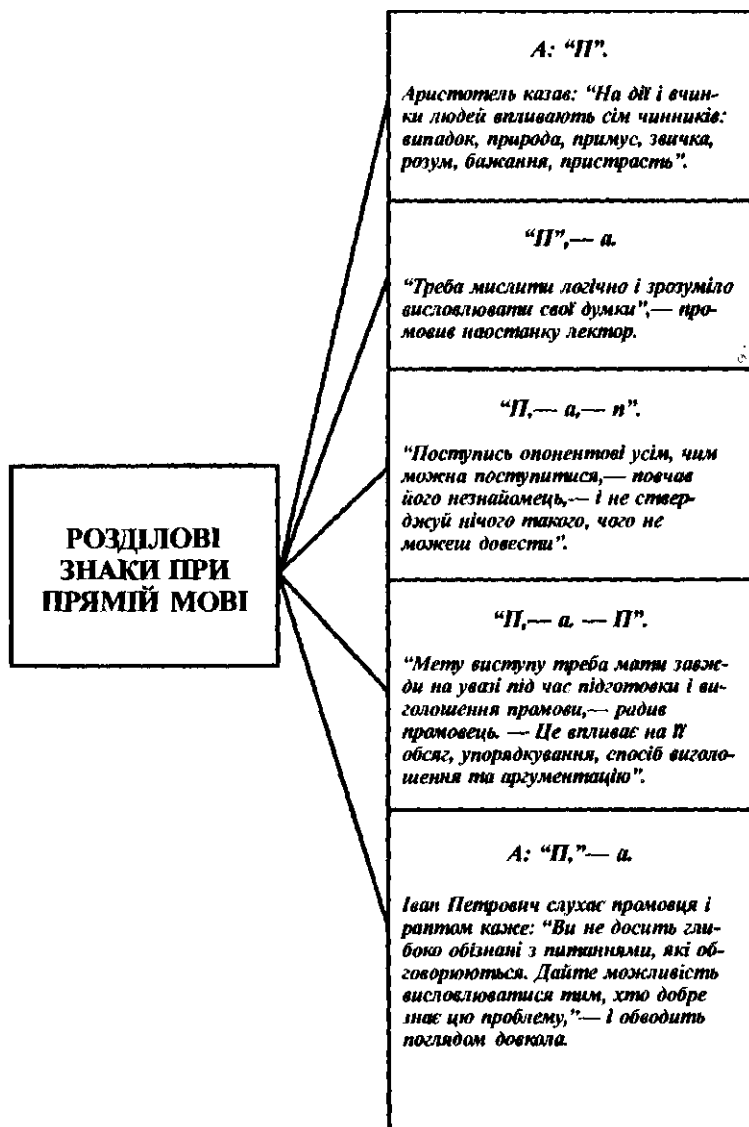 А: “П”.
Аристотель казав: “На дії і вчин-
ки людей впливають сім чинників:
випадок, природа, примус, звичка,
розум, бажання, пристрасть”.
“П”,— а.
“Треба мислити логічно і зрозуміло
висловлювати свої думки”,— про-
мовив наостанку лектор.
“П,— а,— п”.
“Поступись опонентові усім, чим
можна поступитися,— повчав
його незнайомець,— і не ствер-
джуй нічого такого, чого не
можеш довести”.
РОЗДІЛОВІ
ЗНАКИ ПРИ
ПРЯМІЙ МОВІ
“П,— а. — П”.
“Мету виступу треба мати завж-
ди на увазі під час підготовки і ви-
голошення промови,— радив
промовець. — Це впливає на її
обсяг, упорядкування, спосіб виголо-
шення та аргументацію”.
А: “П,”— а.
Іван Петрович слухає промовця і
раптом каже: “Ви не досить гли-
боко обізнані з питаннями, які об-
говорюються. Дайте можливість
висловлюватися тим, хто добре
знає цю проблему,”— і обводить
поглядом довкола.